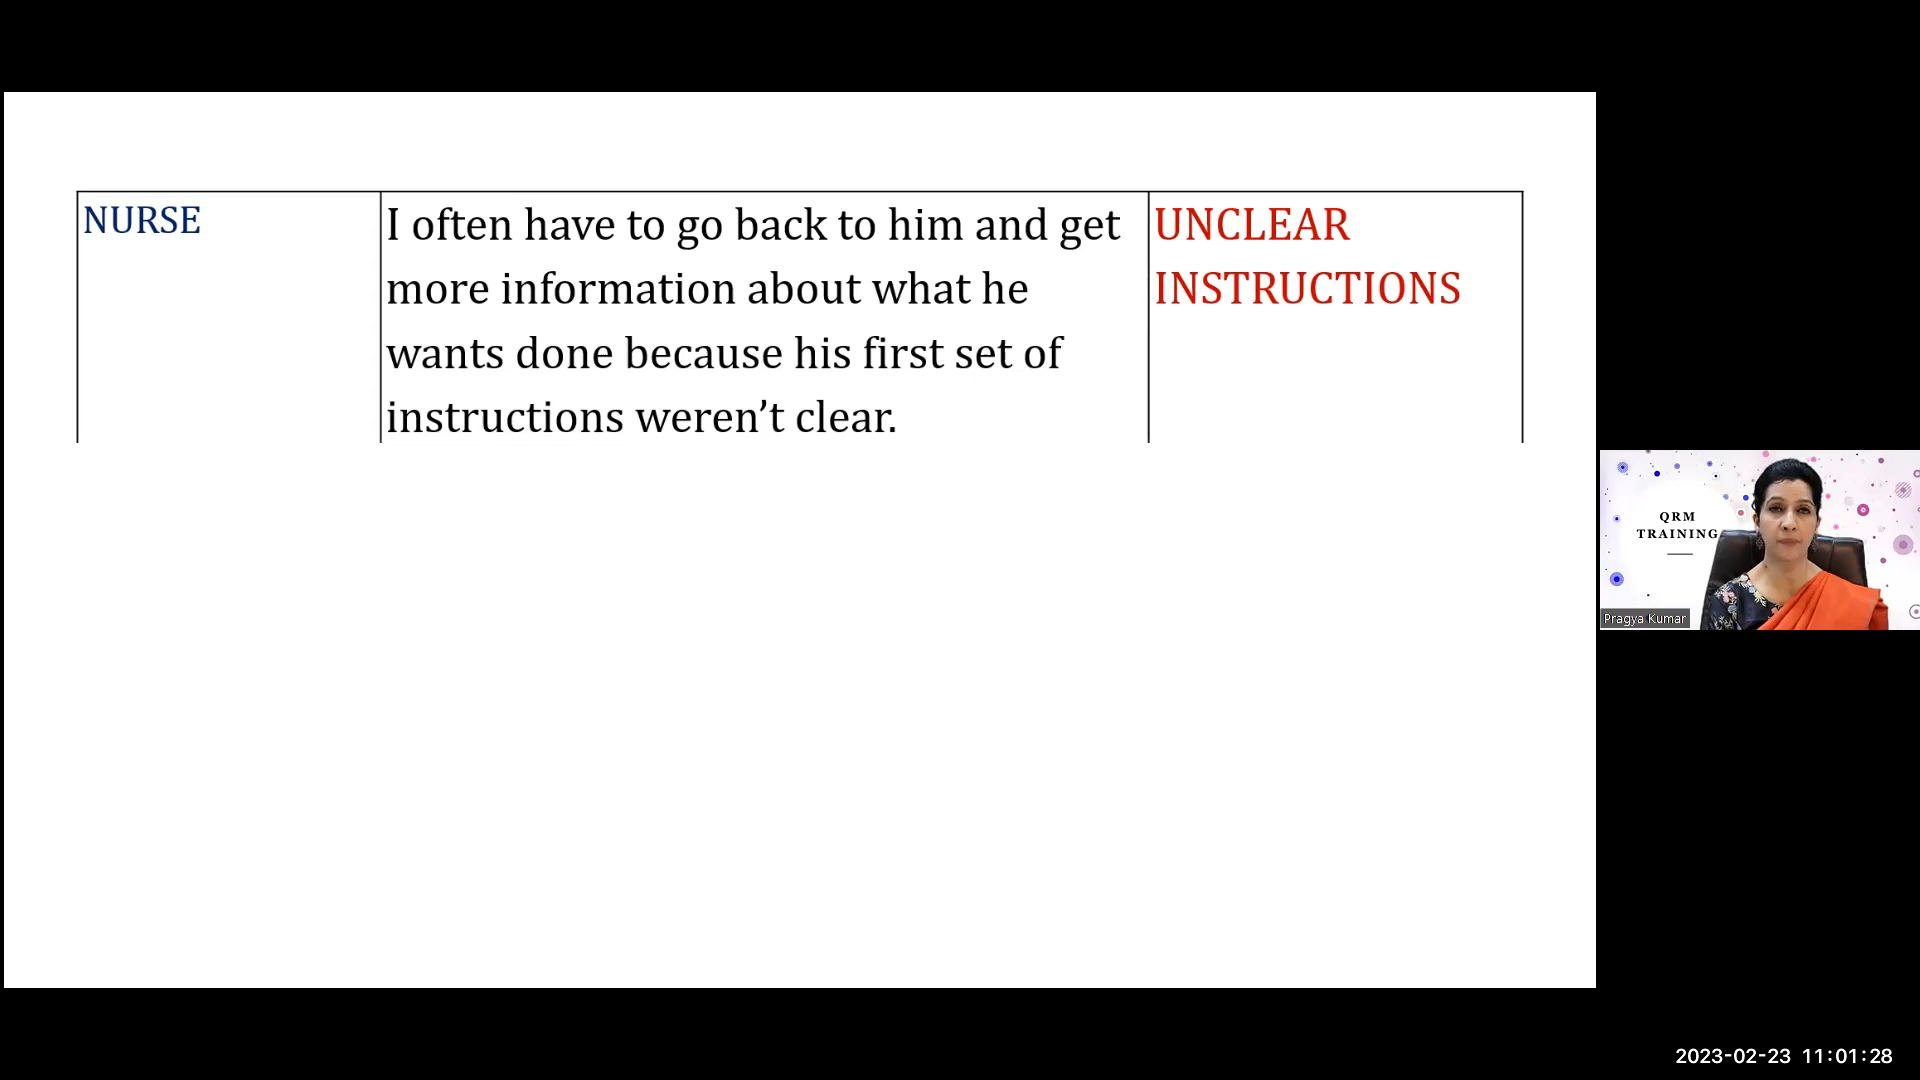 NURSE
I often have to go back to him and get
more information about what he
wants done because his first set of
instructions weren’t clear.
UNCLEAR
INSTRUCTIONS
QRM
TRAINING
Pragya Kumar
2023-02-23 11:01:28